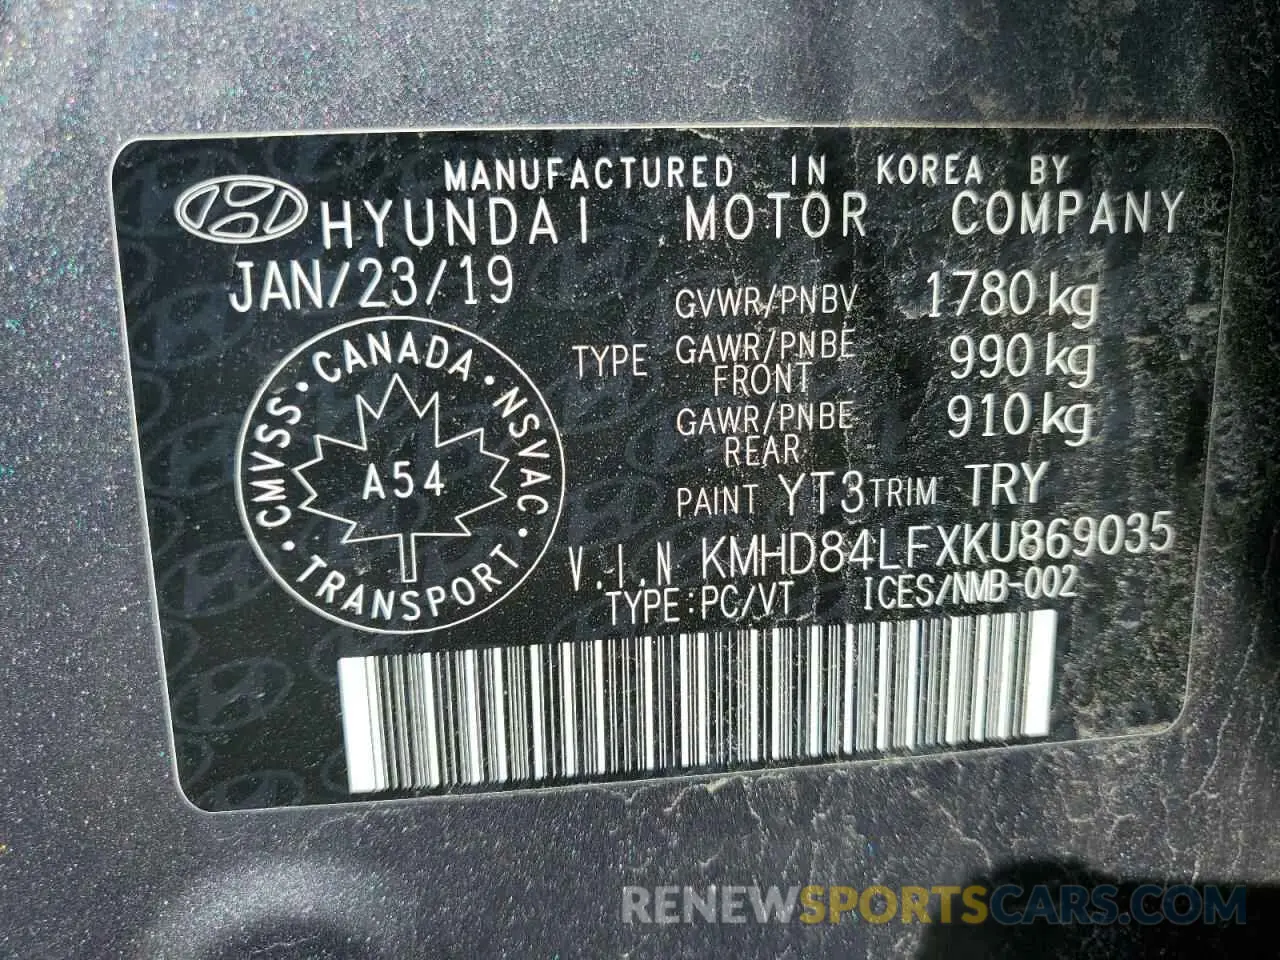 MANUFACTURED IN KOREA BY
HYUNDAI MOTOR COMPANY
JAN/23/19
GVWR/PNBV 1780 kg
TYPE GAWR/PNBE FRONT 990 kg
GAWR/PNBE REAR 910 kg
PAINT YT3 TRIM TRY
V.I.N KMHD84LFXKU869035
TYPE : PC/VT ICES/NMB-002
CMVSS • CANADA • NSVAC • TRANSPORT •
A54
RENEWSPORTSCARS.COM